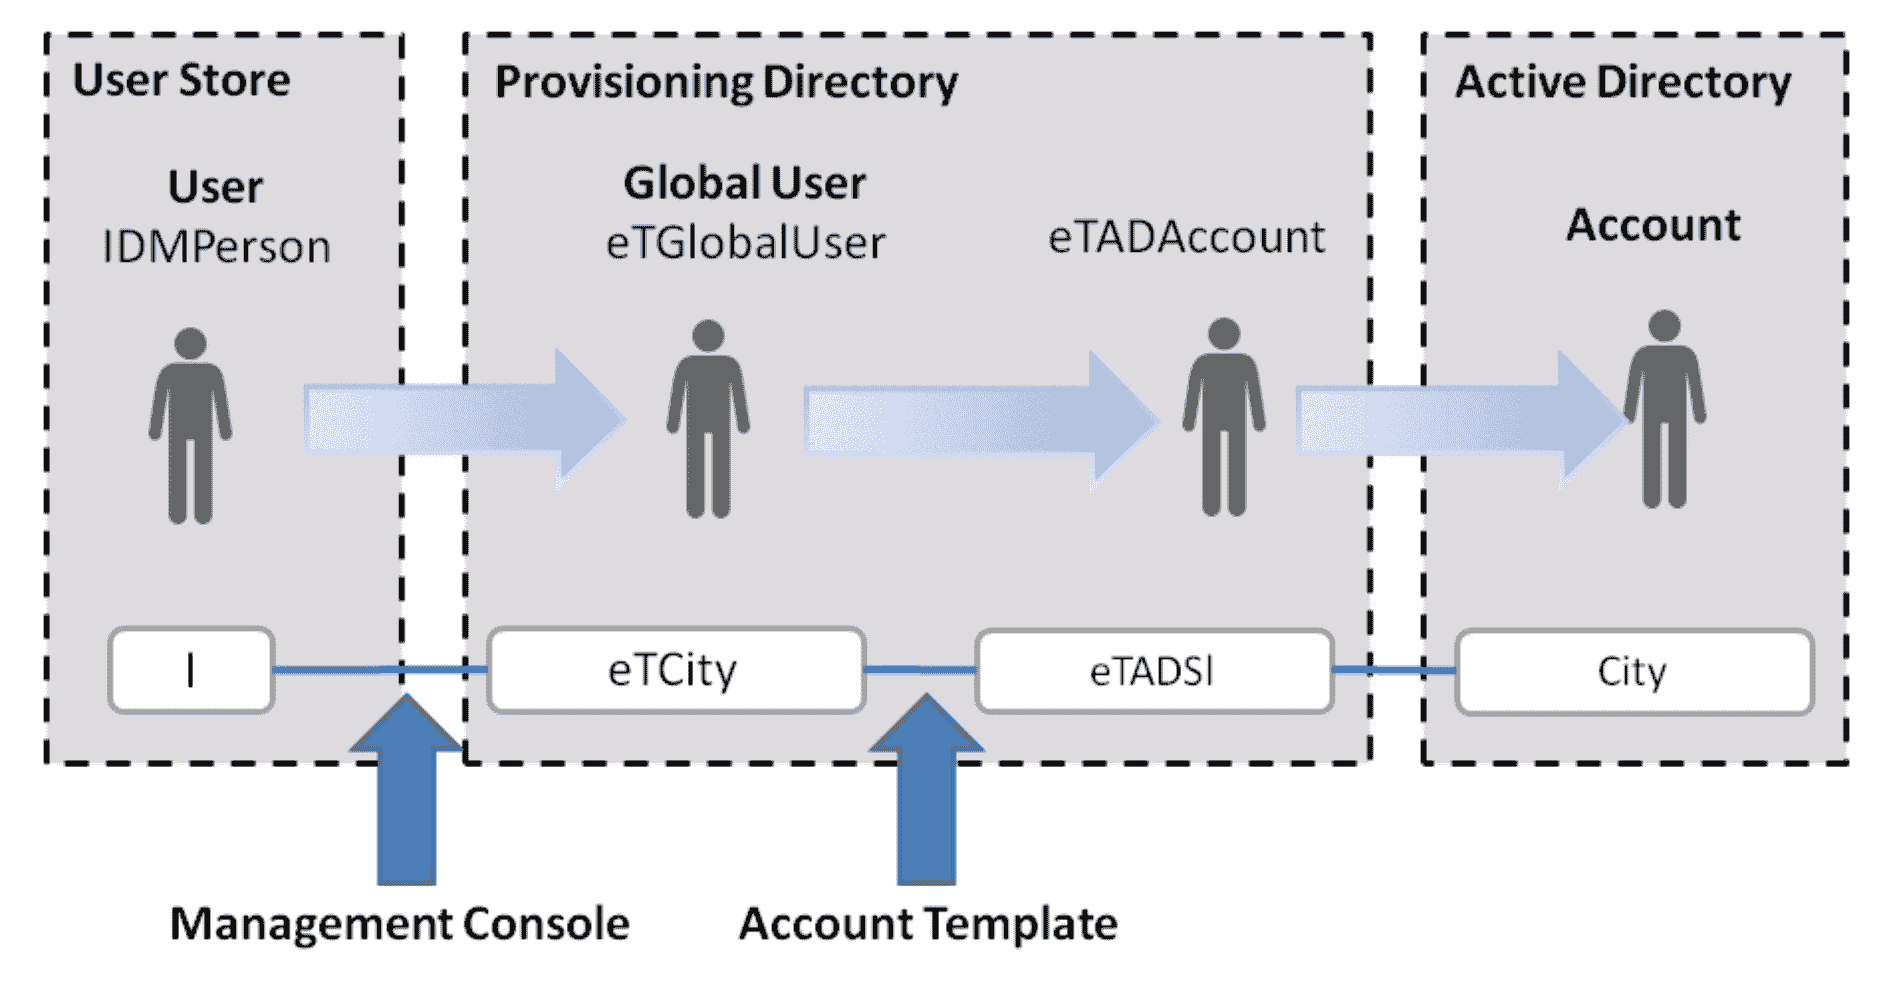 User Store
User
IDMPerson
Provisioning Directory
Global User
eTGlobalUser
eTADAccount
Active Directory
Account
l
eTCity
eTADSl
City
Management Console
Account Template